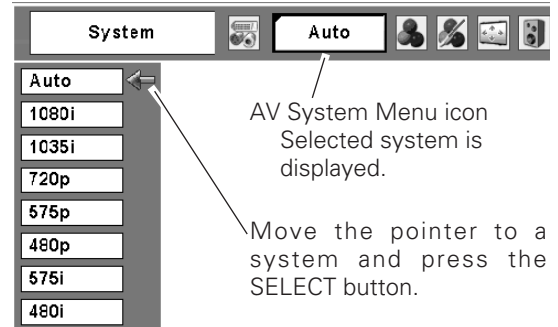 System
Auto
Auto
1080i
1035i
720p
575p
480p
575i
480i
AV System Menu icon
Selected system is
displayed.
Move the pointer to a
system and press the
SELECT button.